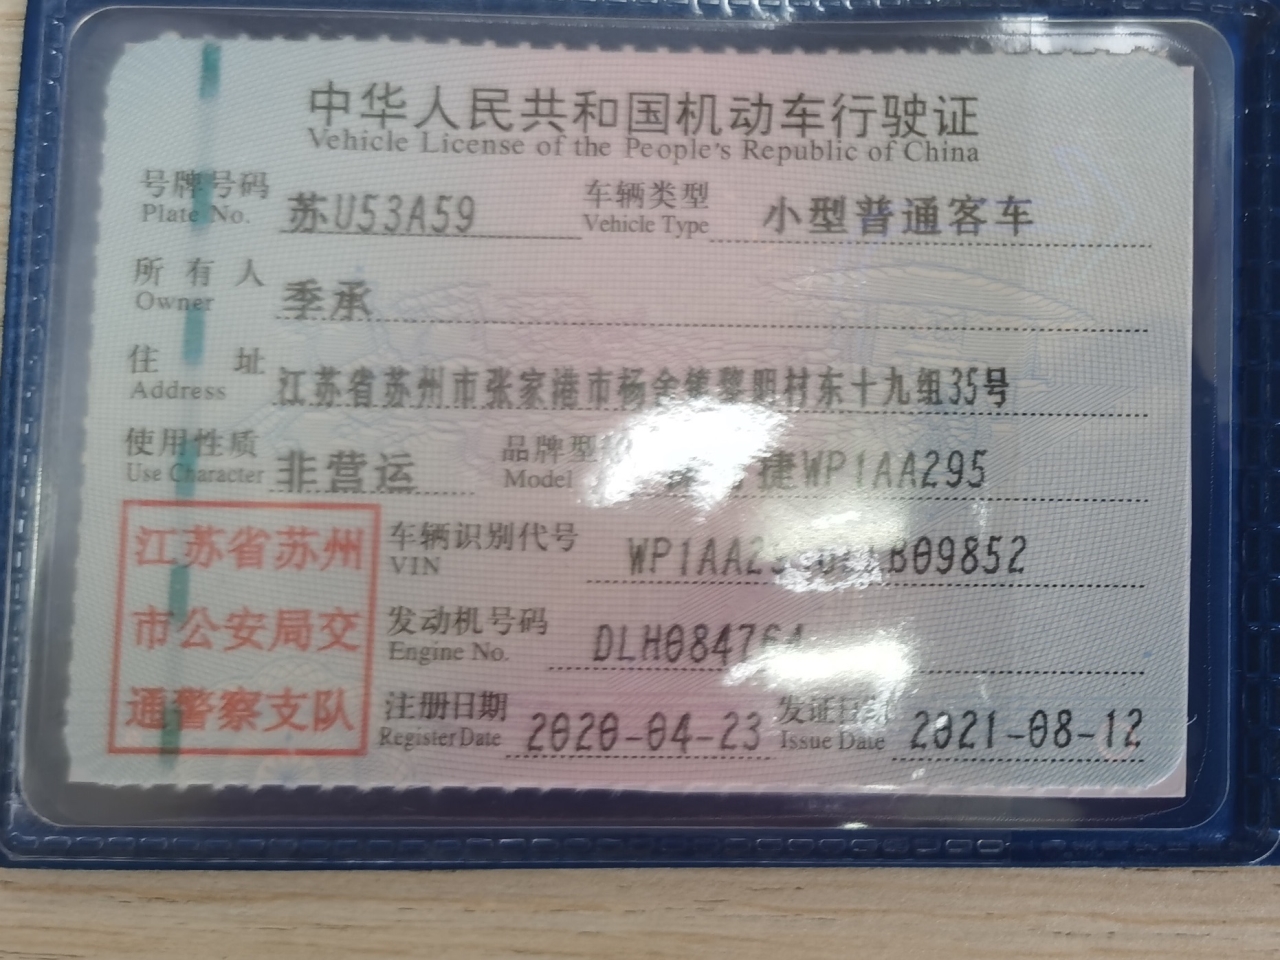 中华人民共和国机动车行驶证
Vehicle License of the People's Republic of China
号牌号码 苏U53A59 车辆类型 小型普通客车
Plate No. Vehicle Type
所有人 季承
Owner
住址 江苏省苏州市张家港市杨舍镇黎明村东十九组35号
Address
使用性质 非营运 品牌型 捷WP1AA295
Use Character Model
江苏省苏州
市公安局交
通警察支队
车辆识别代号
VIN
发动机号码
Engine No.
注册日期 2020-04-23 发证日期 2021-08-12
Register Date Issue Date